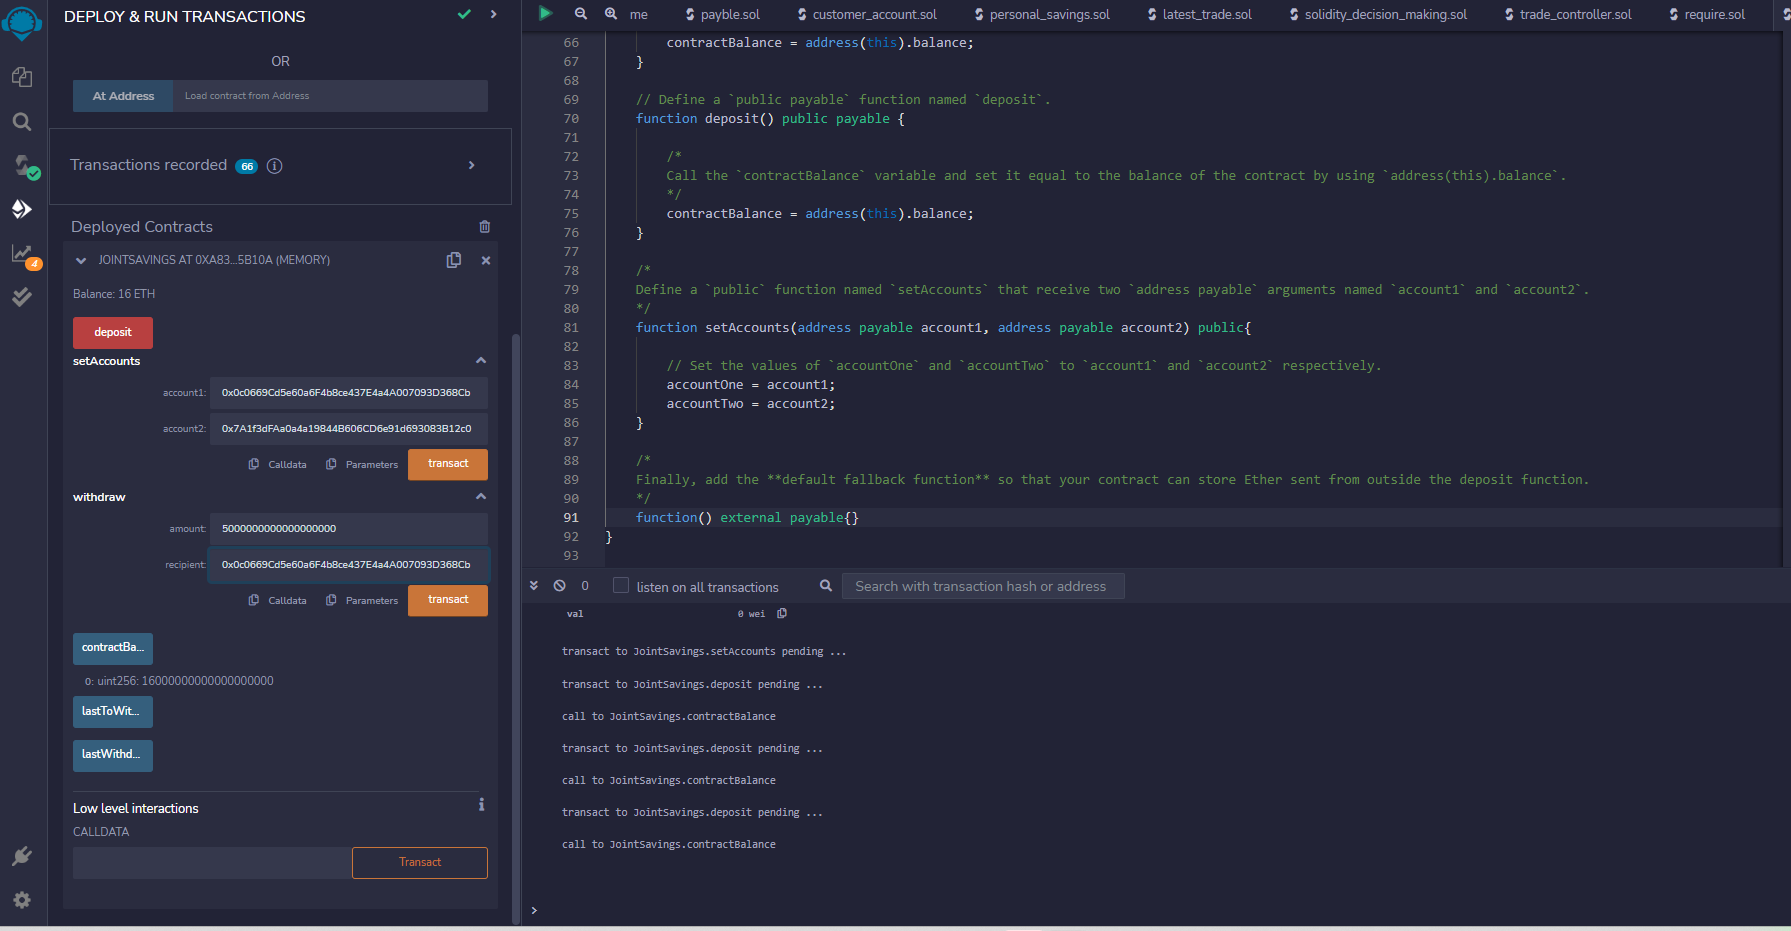 DEPLOY & RUN TRANSACTIONS
OR
At Address
Load contract from Address
Transactions recorded 66 i
Deployed Contracts
JOINTSAVINGS AT 0XA83...5B10A (MEMORY)
Balance: 16 ETH
deposit
setAccounts
account1: 0x0c0669Cd5e60a6F4b8ce437E4a4A007093D368Cb
account2: 0x7A1f3dFAa0a4a19844B606CD6e91d693083B12c0
Calldata Parameters transact
withdraw
amount: 5000000000000000000
recipient: 0x0c0669Cd5e60a6F4b8ce437E4a4A007093D368Cb
Calldata Parameters transact
contractBa...
0: uint256: 16000000000000000000
lastToWit...
lastWithd...
Low level interactions i
CALLDATA
Transact
4
me payble.sol customer_account.sol personal_savings.sol latest_trade.sol solidity_decision_making.sol trade_controller.sol require.sol
66 contractBalance = address(this).balance;
67 }
68
69 // Define a `public payable` function named `deposit`.
70 function deposit() public payable {
71
72 /*
73 Call the `contractBalance` variable and set it equal to the balance of the contract by using `address(this).balance`.
74 */
75 contractBalance = address(this).balance;
76 }
77
78 /*
79 Define a `public` function named `setAccounts` that receive two `address payable` arguments named `account1` and `account2`.
80 */
81 function setAccounts(address payable account1, address payable account2) public{
82
83 // Set the values of `accountOne` and `accountTwo` to `account1` and `account2` respectively.
84 accountOne = account1;
85 accountTwo = account2;
86 }
87
88 /*
89 Finally, add the **default fallback function** so that your contract can store Ether sent from outside the deposit function.
90 */
91 function() external payable{}
92 }
93
0 listen on all transactions Search with transaction hash or address
val 0 wei
transact to JointSavings.setAccounts pending ...
transact to JointSavings.deposit pending ...
call to JointSavings.contractBalance
transact to JointSavings.deposit pending ...
call to JointSavings.contractBalance
transact to JointSavings.deposit pending ...
call to JointSavings.contractBalance
>